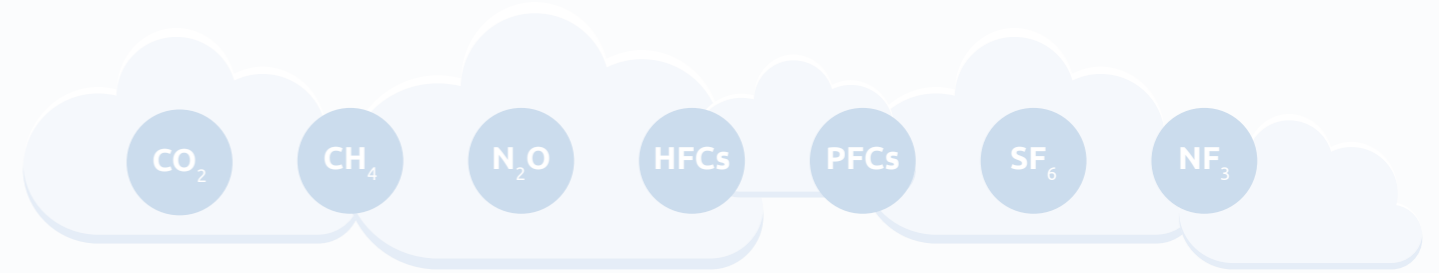 CO₂ CH₄ N₂O HFCs PFCs SF₆ NF₃